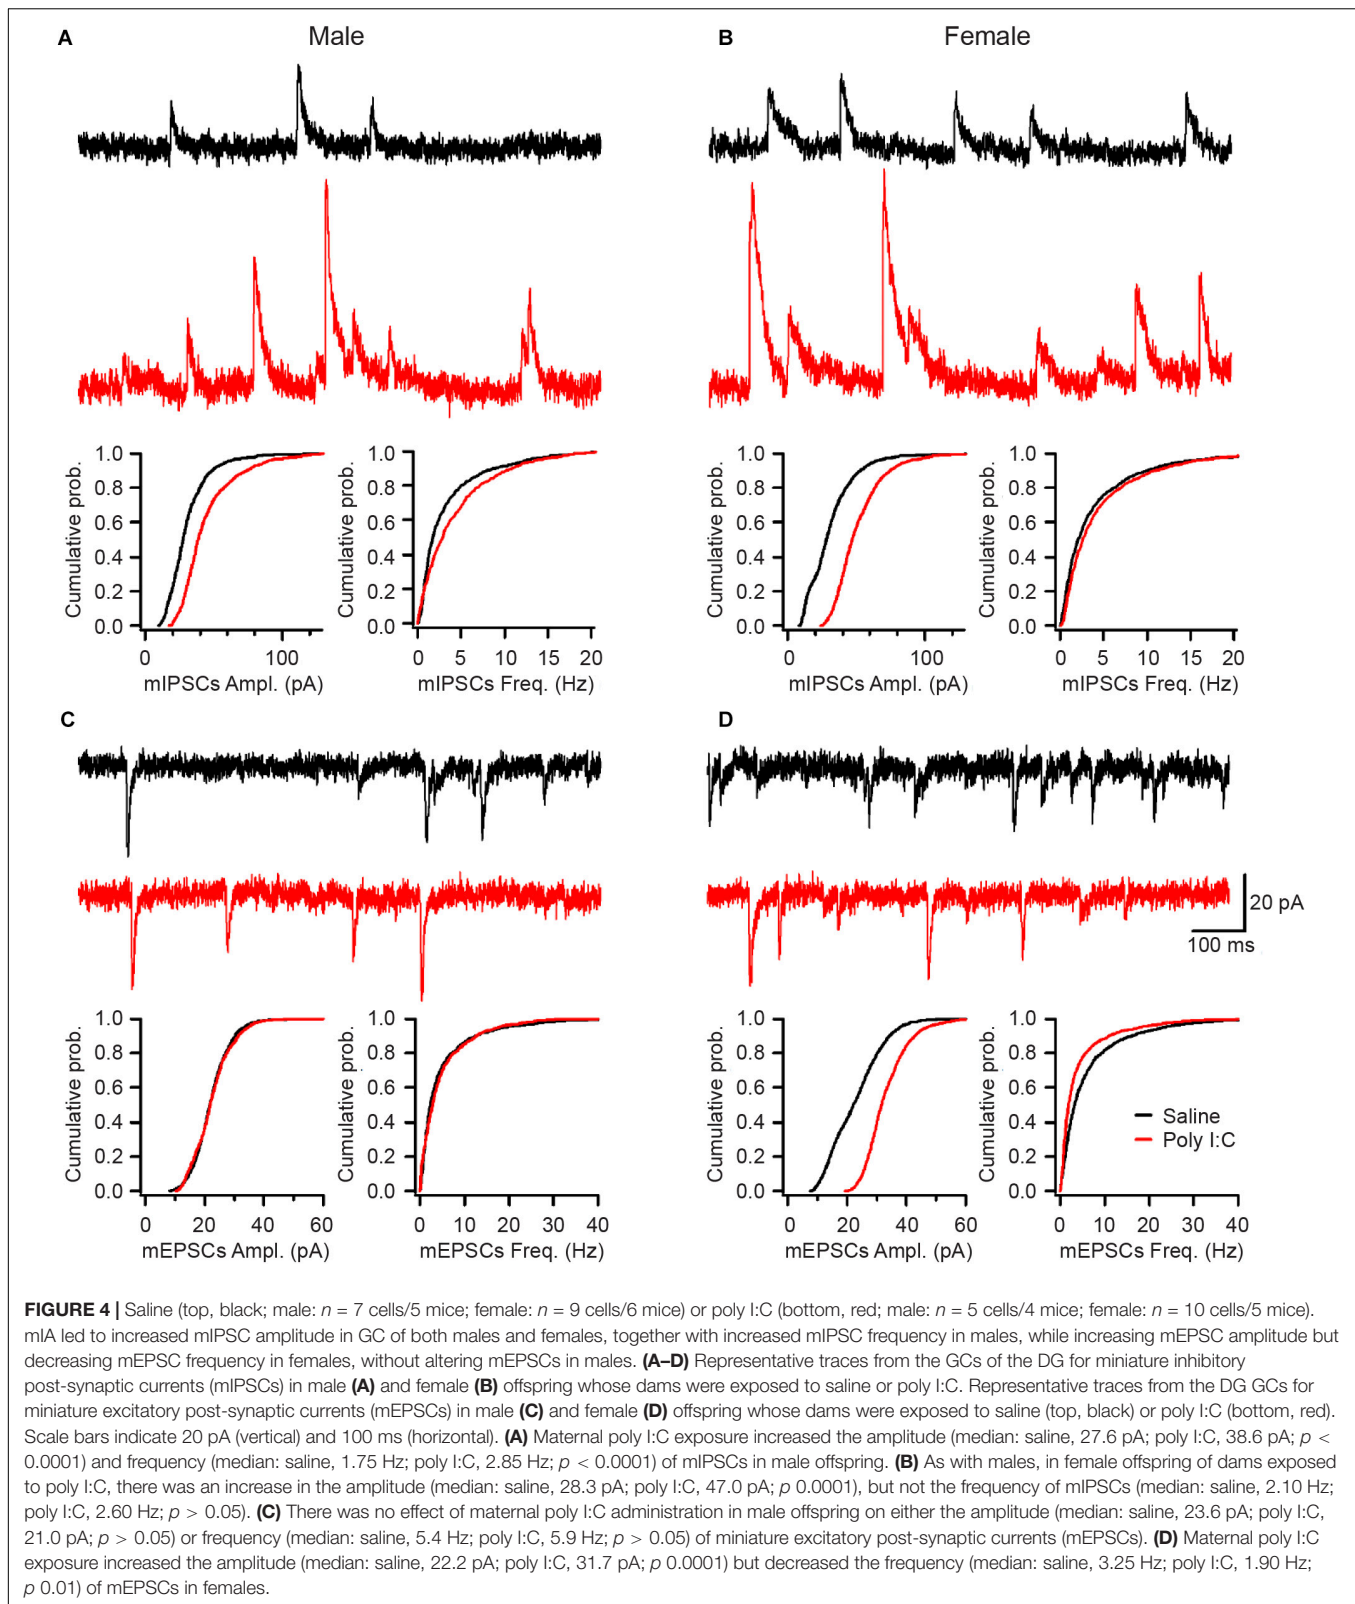 A Male
B Female
Cumulative prob.
1.0
0.8
0.6
0.4
0.2
0.0
0 100
mIPSCs Ampl. (pA)
Cumulative prob.
1.0
0.8
0.6
0.4
0.2
0.0
0 5 10 15 20
mIPSCs Freq. (Hz)
Cumulative prob.
1.0
0.8
0.6
0.4
0.2
0.0
0 100
mIPSCs Ampl. (pA)
Cumulative prob.
1.0
0.8
0.6
0.4
0.2
0.0
0 5 10 15 20
mIPSCs Freq. (Hz)
C
D
20 pA
100 ms
Cumulative prob.
1.0
0.8
0.6
0.4
0.2
0.0
0 20 40 60
mEPSCs Ampl. (pA)
Cumulative prob.
1.0
0.8
0.6
0.4
0.2
0.0
0 10 20 30 40
mEPSCs Freq. (Hz)
Cumulative prob.
1.0
0.8
0.6
0.4
0.2
0.0
0 20 40 60
mEPSCs Ampl. (pA)
Cumulative prob.
1.0
0.8
0.6
0.4
0.2
0.0
Saline
Poly I:C
0 10 20 30 40
mEPSCs Freq. (Hz)
FIGURE 4 | Saline (top, black; male: n = 7 cells/5 mice; female: n = 9 cells/6 mice) or poly I:C (bottom, red; male: n = 5 cells/4 mice; female: n = 10 cells/5 mice).
mIA led to increased mIPSC amplitude in GC of both males and females, together with increased mIPSC frequency in males, while increasing mEPSC amplitude but
decreasing mEPSC frequency in females, without altering mEPSCs in males. (A–D) Representative traces from the GCs of the DG for miniature inhibitory
post-synaptic currents (mIPSCs) in male (A) and female (B) offspring whose dams were exposed to saline or poly I:C. Representative traces from the DG GCs for
miniature excitatory post-synaptic currents (mEPSCs) in male (C) and female (D) offspring whose dams were exposed to saline (top, black) or poly I:C (bottom, red).
Scale bars indicate 20 pA (vertical) and 100 ms (horizontal). (A) Maternal poly I:C exposure increased the amplitude (median: saline, 27.6 pA; poly I:C, 38.6 pA; p <
0.0001) and frequency (median: saline, 1.75 Hz; poly I:C, 2.85 Hz; p < 0.0001) of mIPSCs in male offspring. (B) As with males, in female offspring of dams exposed
to poly I:C, there was an increase in the amplitude (median: saline, 28.3 pA; poly I:C, 47.0 pA; p 0.0001), but not the frequency of mIPSCs (median: saline, 2.10 Hz;
poly I:C, 2.60 Hz; p > 0.05). (C) There was no effect of maternal poly I:C administration in male offspring on either the amplitude (median: saline, 23.6 pA; poly I:C,
21.0 pA; p > 0.05) or frequency (median: saline, 5.4 Hz; poly I:C, 5.9 Hz; p > 0.05) of miniature excitatory post-synaptic currents (mEPSCs). (D) Maternal poly I:C
exposure increased the amplitude (median: saline, 22.2 pA; poly I:C, 31.7 pA; p 0.0001) but decreased the frequency (median: saline, 3.25 Hz; poly I:C, 1.90 Hz;
p 0.01) of mEPSCs in females.